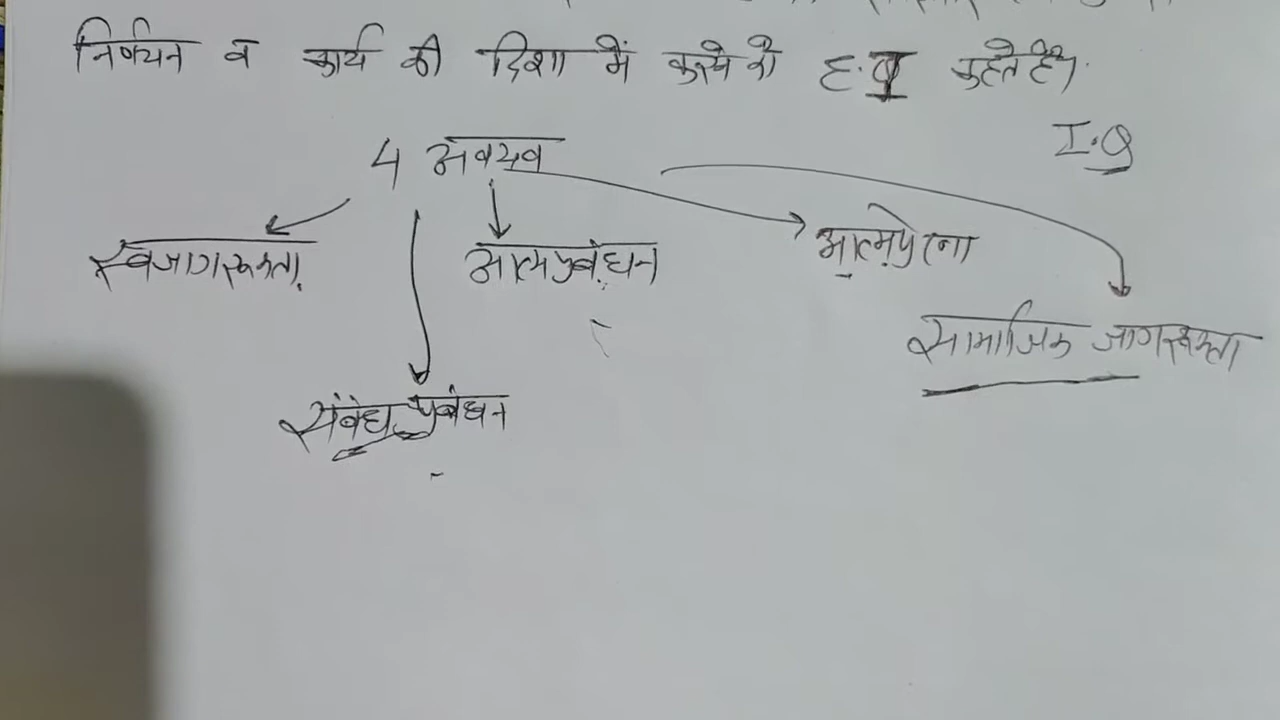 निर्णयन व कार्य की दिशा में करने को E.I कहते है।
I.Q
4 अवयव
स्वजागरूकता
आत्मप्रबंधन
आत्मप्रेरणा
सामाजिक जागरूकता
संबंध प्रबंधन